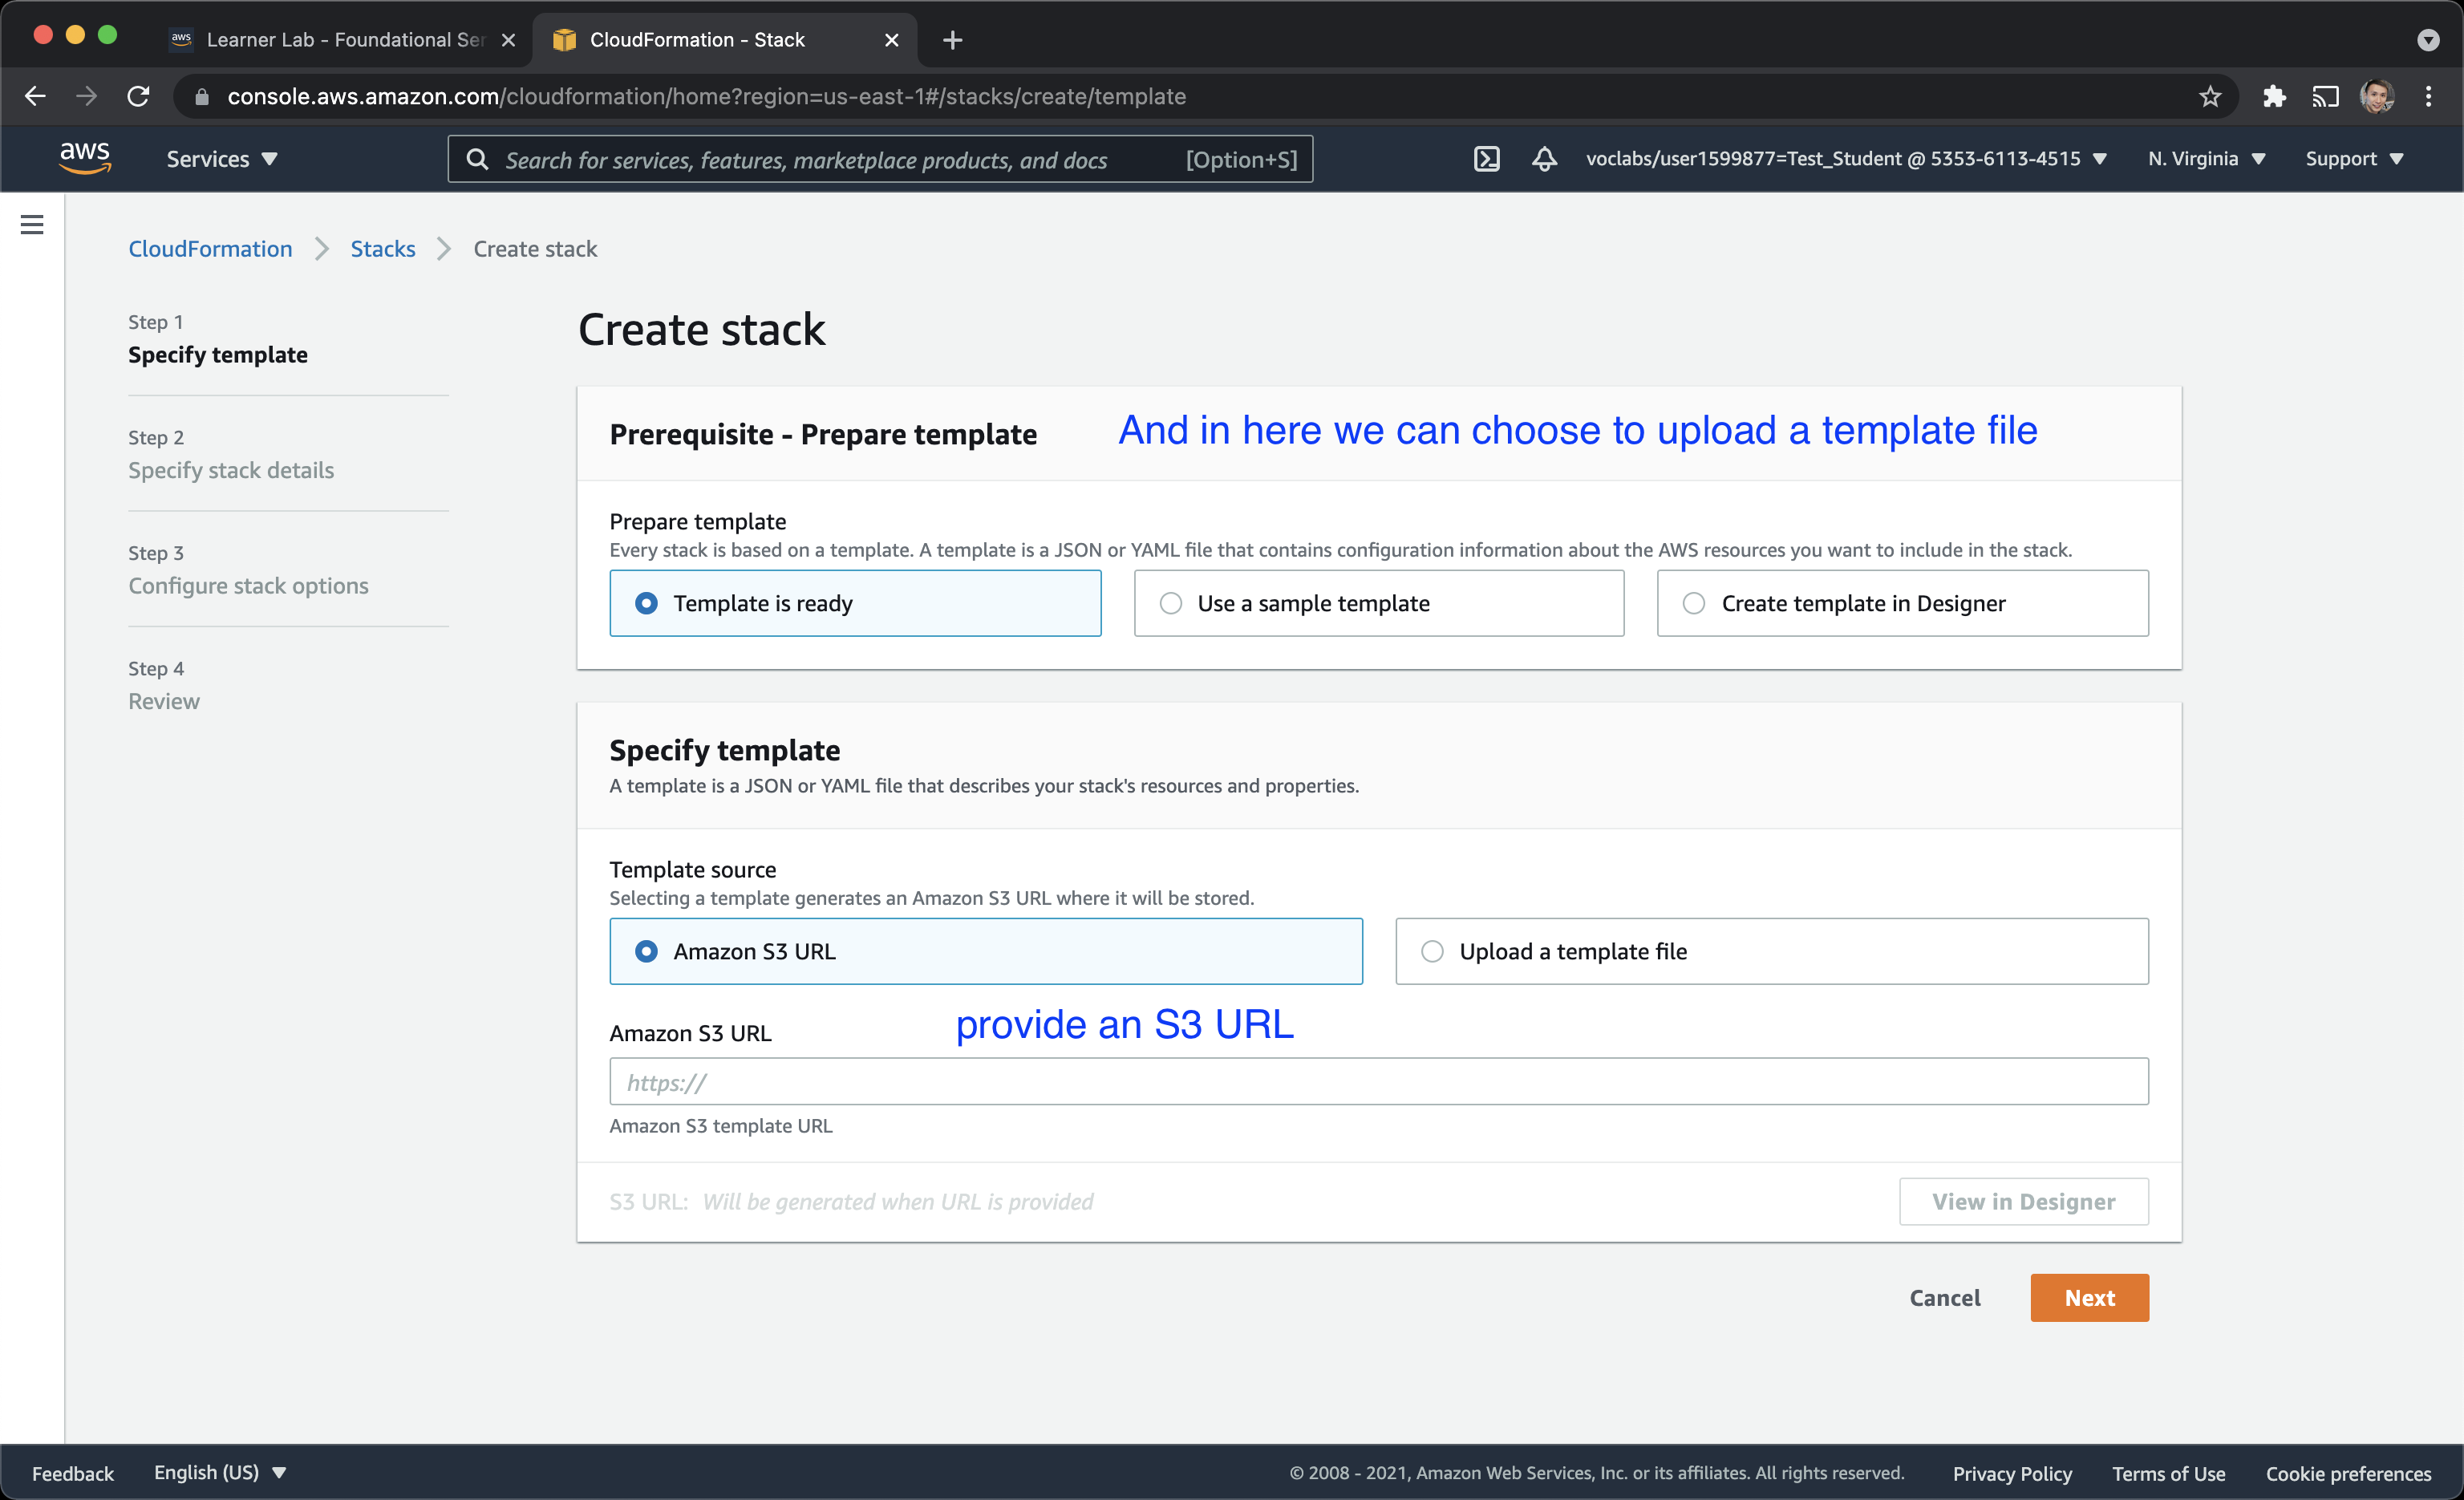 aws Learner Lab - Foundational Ser
CloudFormation - Stack
console.aws.amazon.com/cloudformation/home?region=us-east-1#/stacks/create/template
aws Services Search for services, features, marketplace products, and docs [Option+S] voclabs/user1599877=Test_Student @ 5353-6113-4515 N. Virginia Support
CloudFormation Stacks Create stack
Step 1
Specify template
Step 2
Specify stack details
Step 3
Configure stack options
Step 4
Review
Create stack
Prerequisite - Prepare template
And in here we can choose to upload a template file
Prepare template
Every stack is based on a template. A template is a JSON or YAML file that contains configuration information about the AWS resources you want to include in the stack.
Template is ready
Use a sample template
Create template in Designer
Specify template
A template is a JSON or YAML file that describes your stack's resources and properties.
Template source
Selecting a template generates an Amazon S3 URL where it will be stored.
Amazon S3 URL
Upload a template file
Amazon S3 URL
provide an S3 URL
https://
Amazon S3 template URL
S3 URL: Will be generated when URL is provided
View in Designer
Cancel
Next
Feedback English (US) © 2008 - 2021, Amazon Web Services, Inc. or its affiliates. All rights reserved. Privacy Policy Terms of Use Cookie preferences